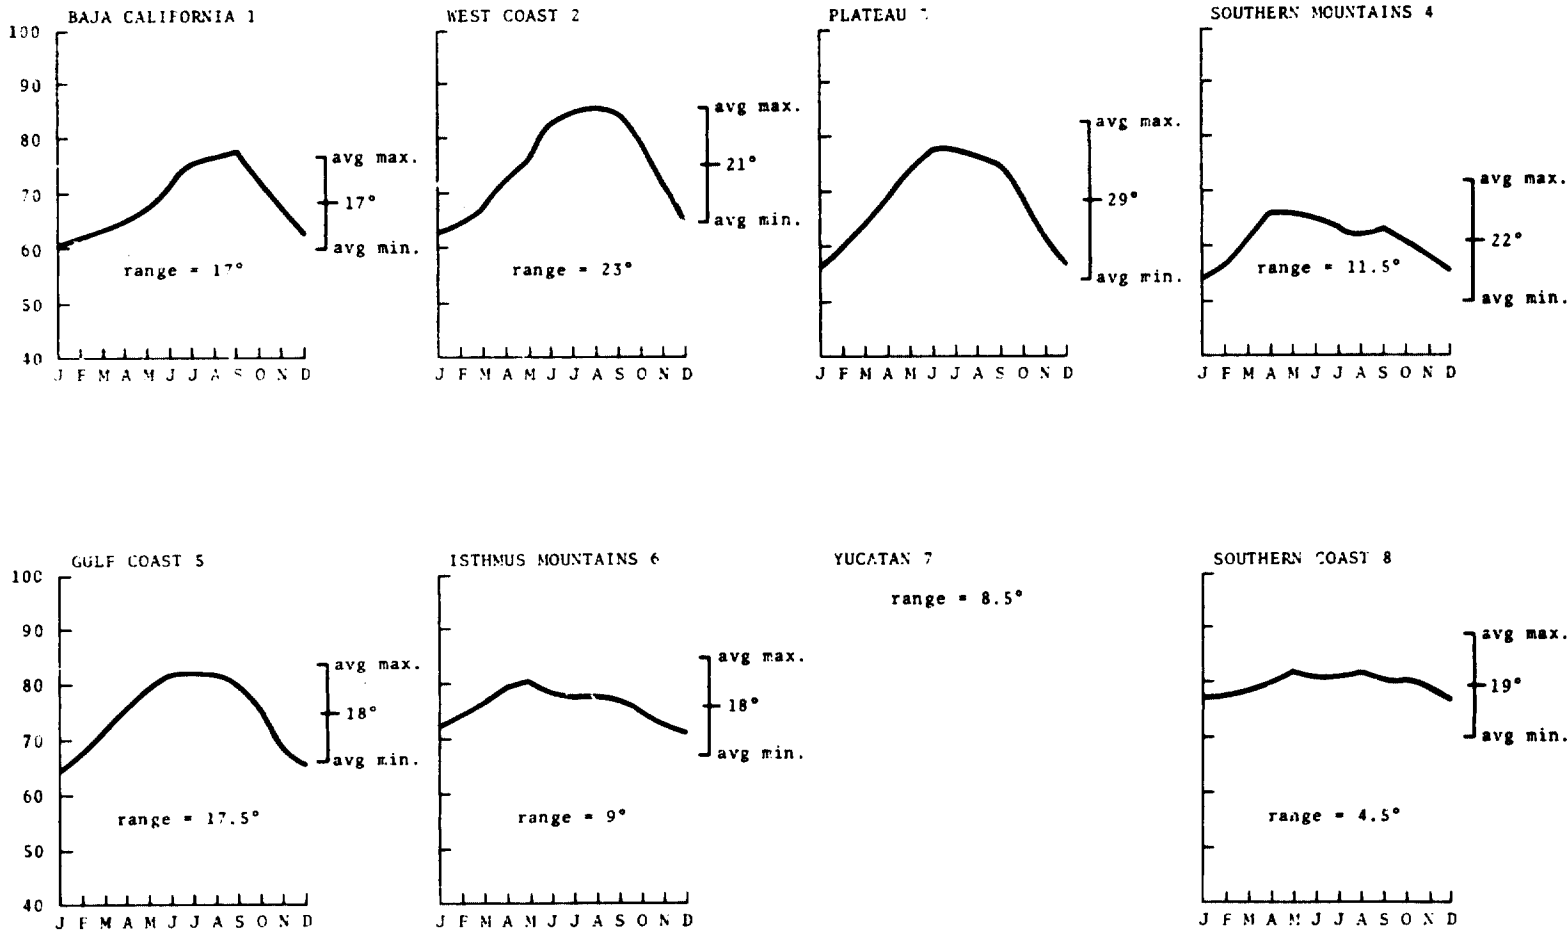 BAJA CALIFORNIA 1
100
90
80
70
60
50
40
avg max.
17°
avg min.
range = 17°
J F M A M J J A S O N D
WEST COAST 2
avg max.
21°
avg min.
range = 23°
J F M A M J J A S O N D
PLATEAU
avg max.
29°
avg min.
J F M A M J J A S O N D
SOUTHERN MOUNTAINS 4
avg max.
22°
avg min.
range = 11.5°
J F M A M J J A S O N D
GULF COAST 5
100
90
80
70
60
50
40
avg max.
18°
avg min.
range = 17.5°
J F M A M J J A S O N D
ISTHMUS MOUNTAINS 6
avg max.
18°
avg min.
range = 9°
J F M A M J J A S O N D
YUCATAN 7
range = 8.5°
SOUTHERN COAST 8
avg max.
19°
avg min.
range = 4.5°
J F M A M J J A S O N D